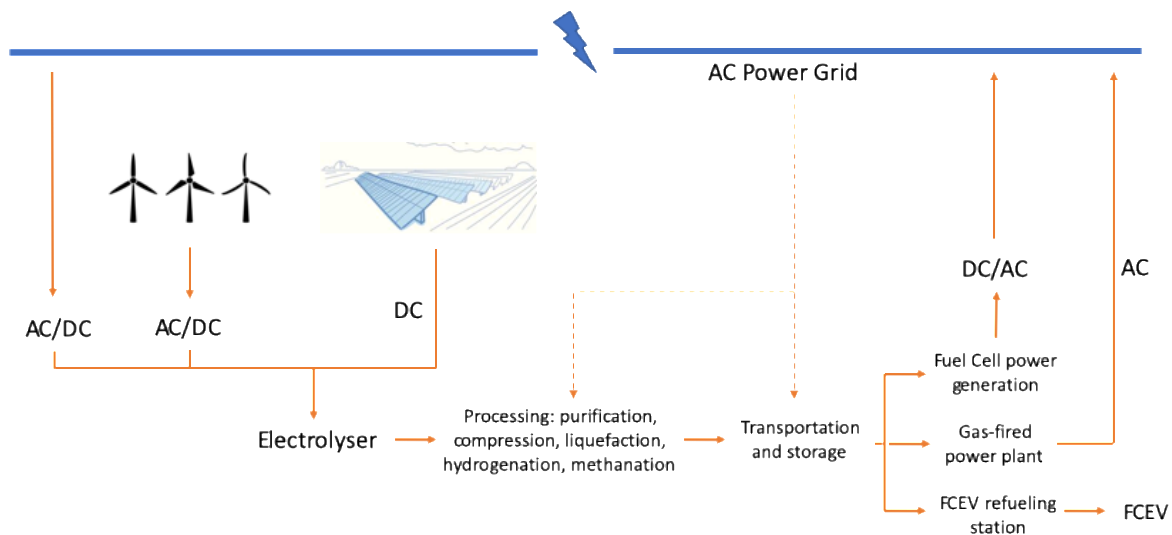 AC Power Grid
DC/AC
AC
DC
AC/DC
AC/DC
Fuel Cell power
generation
Electrolyser
Processing: purification,
compression, liquefaction,
hydrogenation, methanation
Transportation
and storage
Gas-fired
power plant
FCEV refueling
station
FCEV